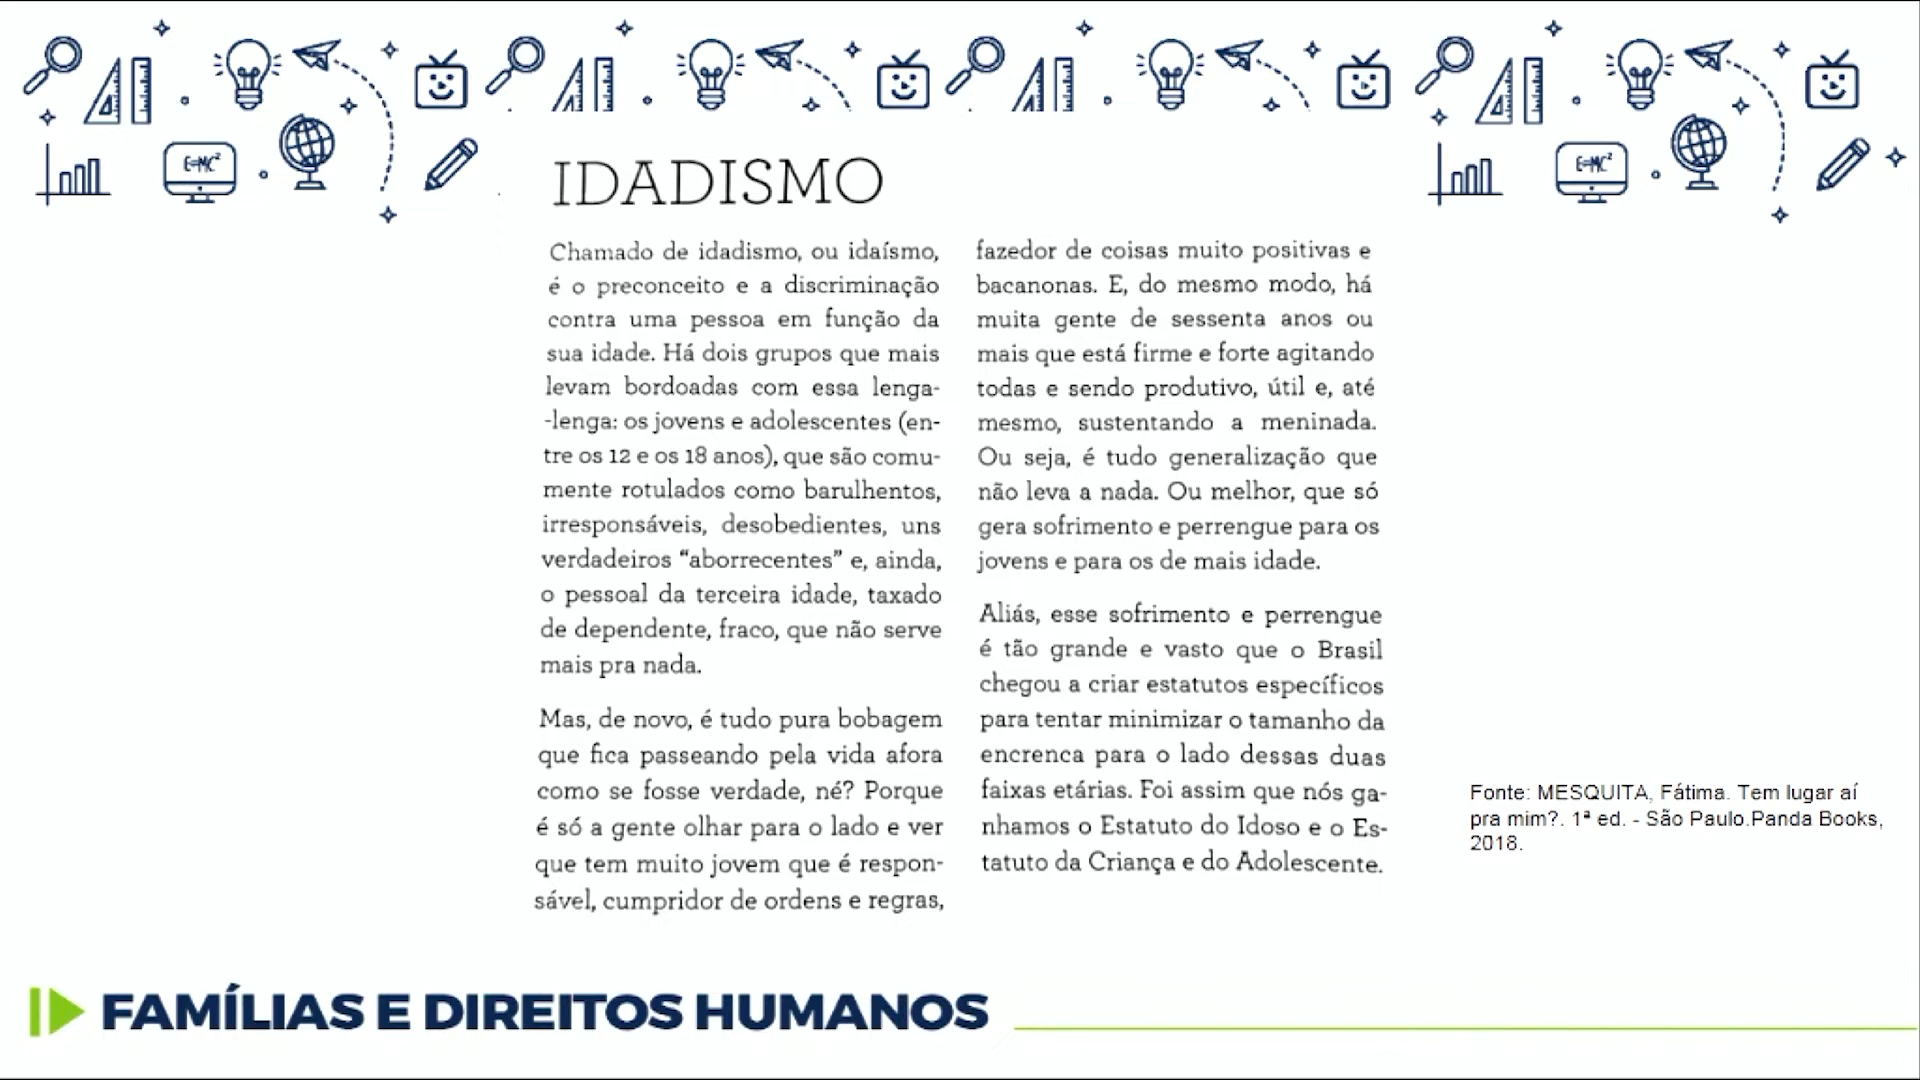 E=MC²
E=MC²
IDADISMO
Chamado de idadismo, ou idaísmo,
é o preconceito e a discriminação
contra uma pessoa em função da
sua idade. Há dois grupos que mais
levam bordoadas com essa lenga-
-lenga: os jovens e adolescentes (en-
tre os 12 e os 18 anos), que são comu-
mente rotulados como barulhentos,
irresponsáveis, desobedientes, uns
verdadeiros “aborrecentes” e, ainda,
o pessoal da terceira idade, taxado
de dependente, fraco, que não serve
mais pra nada.
Mas, de novo, é tudo pura bobagem
que fica passeando pela vida afora
como se fosse verdade, né? Porque
é só a gente olhar para o lado e ver
que tem muito jovem que é respon-
sável, cumpridor de ordens e regras,
fazedor de coisas muito positivas e
bacanonas. E, do mesmo modo, há
muita gente de sessenta anos ou
mais que está firme e forte agitando
todas e sendo produtivo, útil e, até
mesmo, sustentando a meninada.
Ou seja, é tudo generalização que
não leva a nada. Ou melhor, que só
gera sofrimento e perrengue para os
jovens e para os de mais idade.
Aliás, esse sofrimento e perrengue
é tão grande e vasto que o Brasil
chegou a criar estatutos específicos
para tentar minimizar o tamanho da
encrenca para o lado dessas duas
faixas etárias. Foi assim que nós ga-
nhamos o Estatuto do Idoso e o Es-
tatuto da Criança e do Adolescente.
Fonte: MESQUITA, Fátima. Tem lugar aí
pra mim?. 1ª ed. - São Paulo.Panda Books,
2018.
FAMÍLIAS E DIREITOS HUMANOS